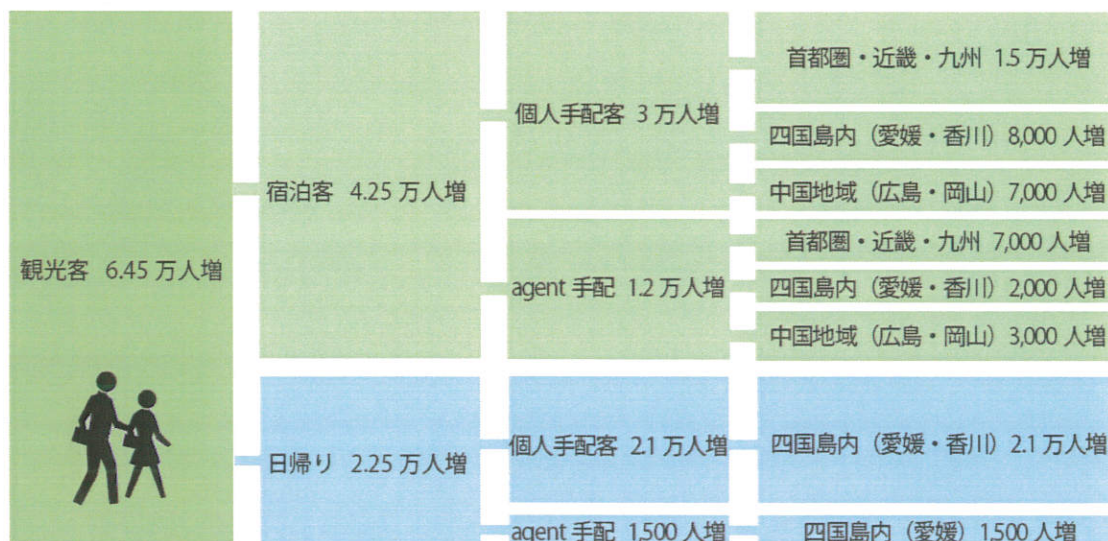 観光客 6.45 万人増
宿泊客 4.25 万人増
個人手配客 3 万人増
首都圏・近畿・九州 1.5 万人増
四国島内（愛媛・香川）8,000 人増
中国地域（広島・岡山）7,000 人増
agent 手配 1.2 万人増
首都圏・近畿・九州 7,000 人増
四国島内（愛媛・香川）2,000 人増
中国地域（広島・岡山）3,000 人増
日帰り 2.25 万人増
個人手配客 2.1 万人増
四国島内（愛媛・香川）2.1 万人増
agent 手配 1,500 人増
四国島内（愛媛）1,500 人増